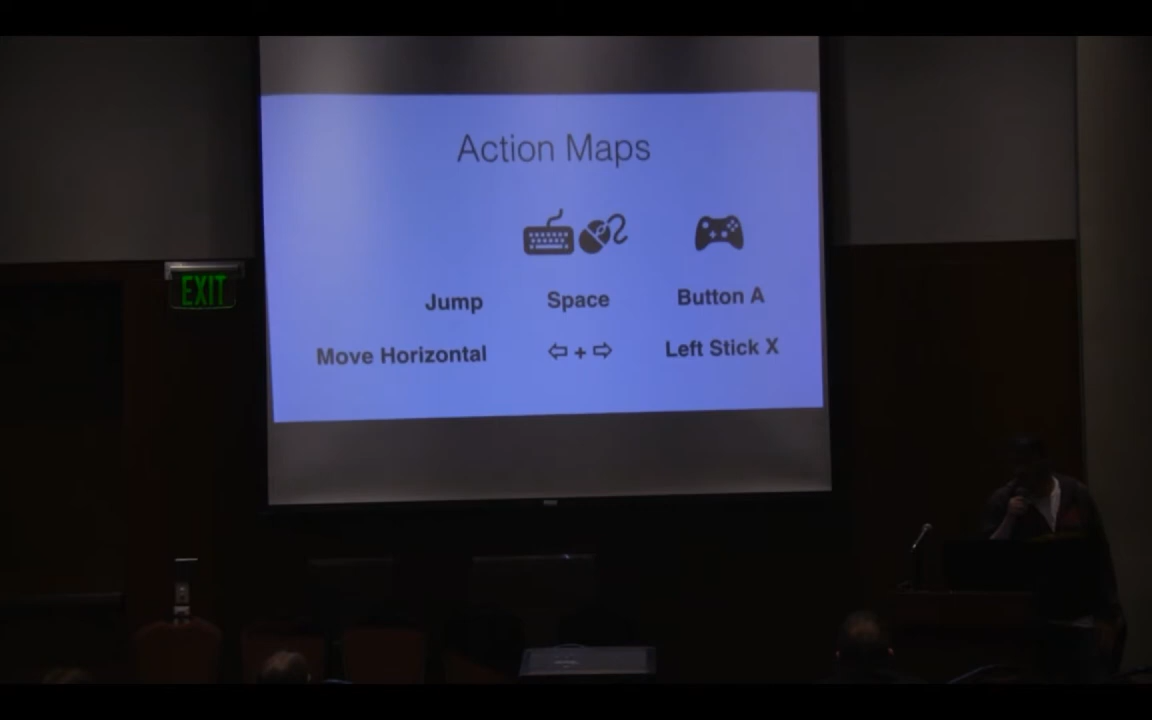 Action Maps
Jump Space Button A
Move Horizontal ⇦ + ⇨ Left Stick X
EXIT